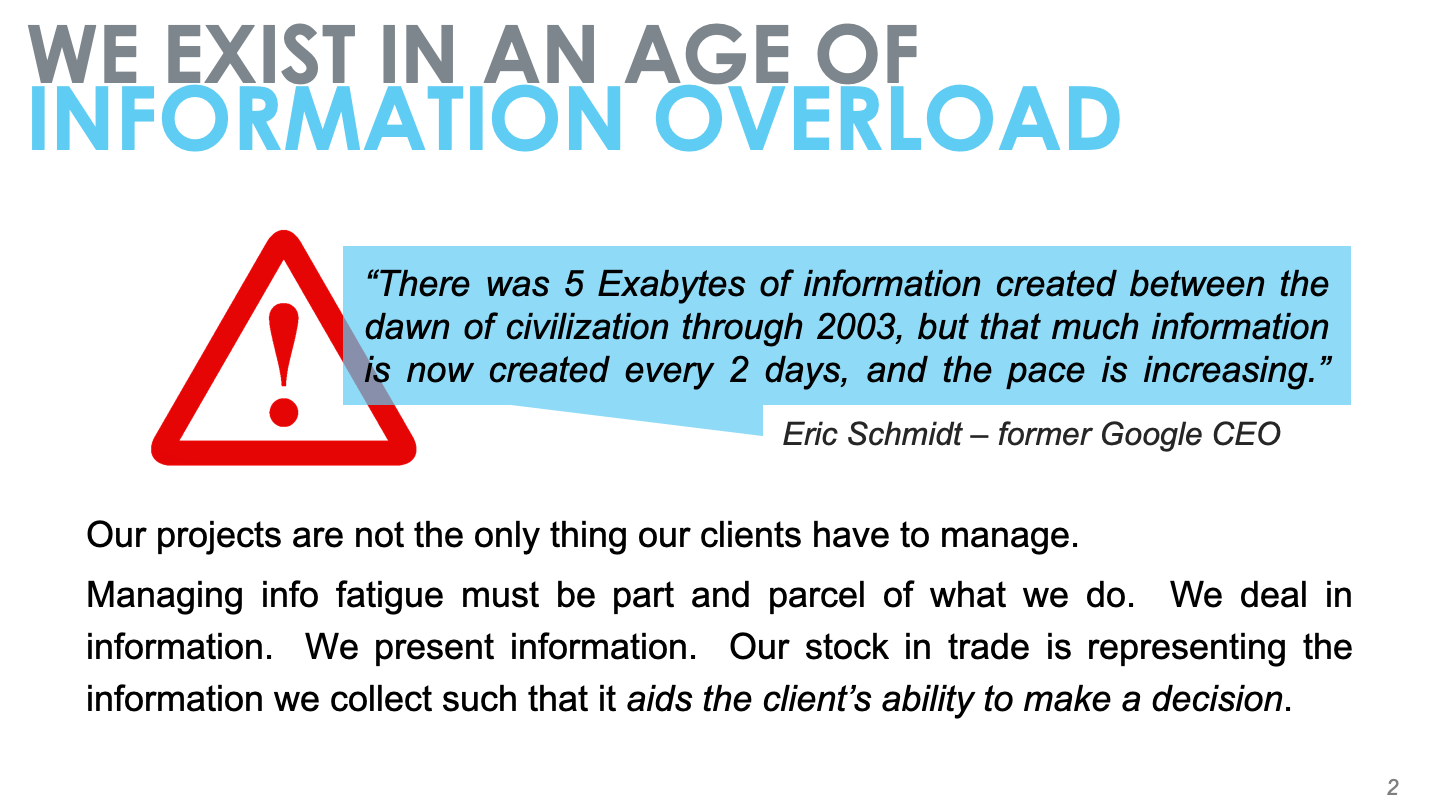 WE EXIST IN AN AGE OF
INFORMATION OVERLOAD
“There was 5 Exabytes of information created between the
dawn of civilization through 2003, but that much information
is now created every 2 days, and the pace is increasing.”
Eric Schmidt – former Google CEO
Our projects are not the only thing our clients have to manage.
Managing info fatigue must be part and parcel of what we do.  We deal in
information.  We present information.  Our stock in trade is representing the
information we collect such that it aids the client’s ability to make a decision.
2